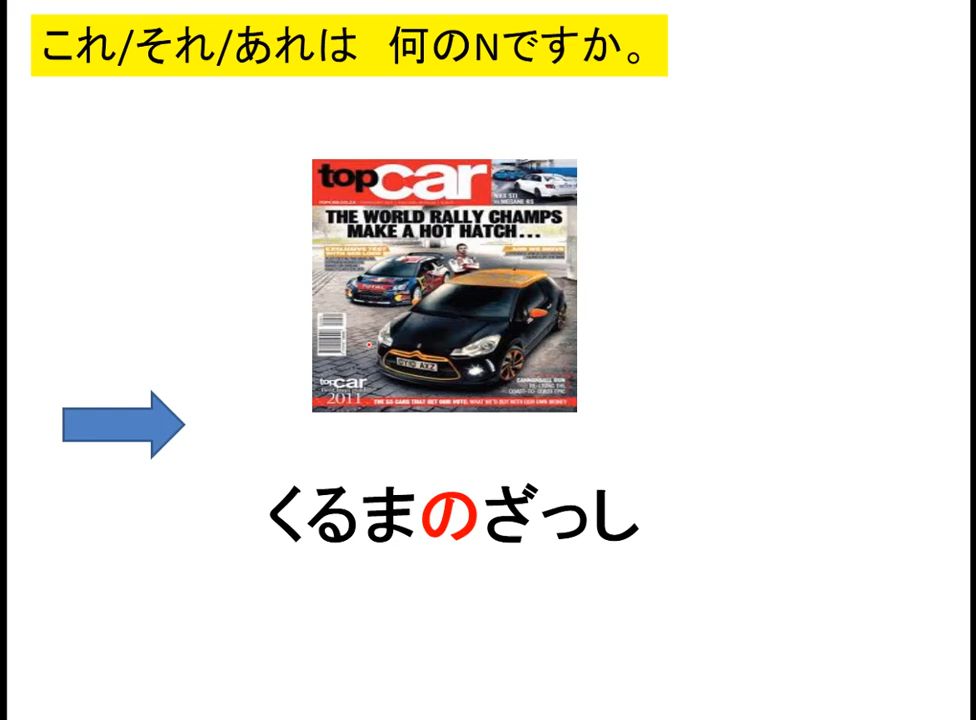 これ/それ/あれは　何のNですか。
topcar
THE WORLD RALLY CHAMPS
MAKE A HOT HATCH...
topcar
2011
くるまのざっし